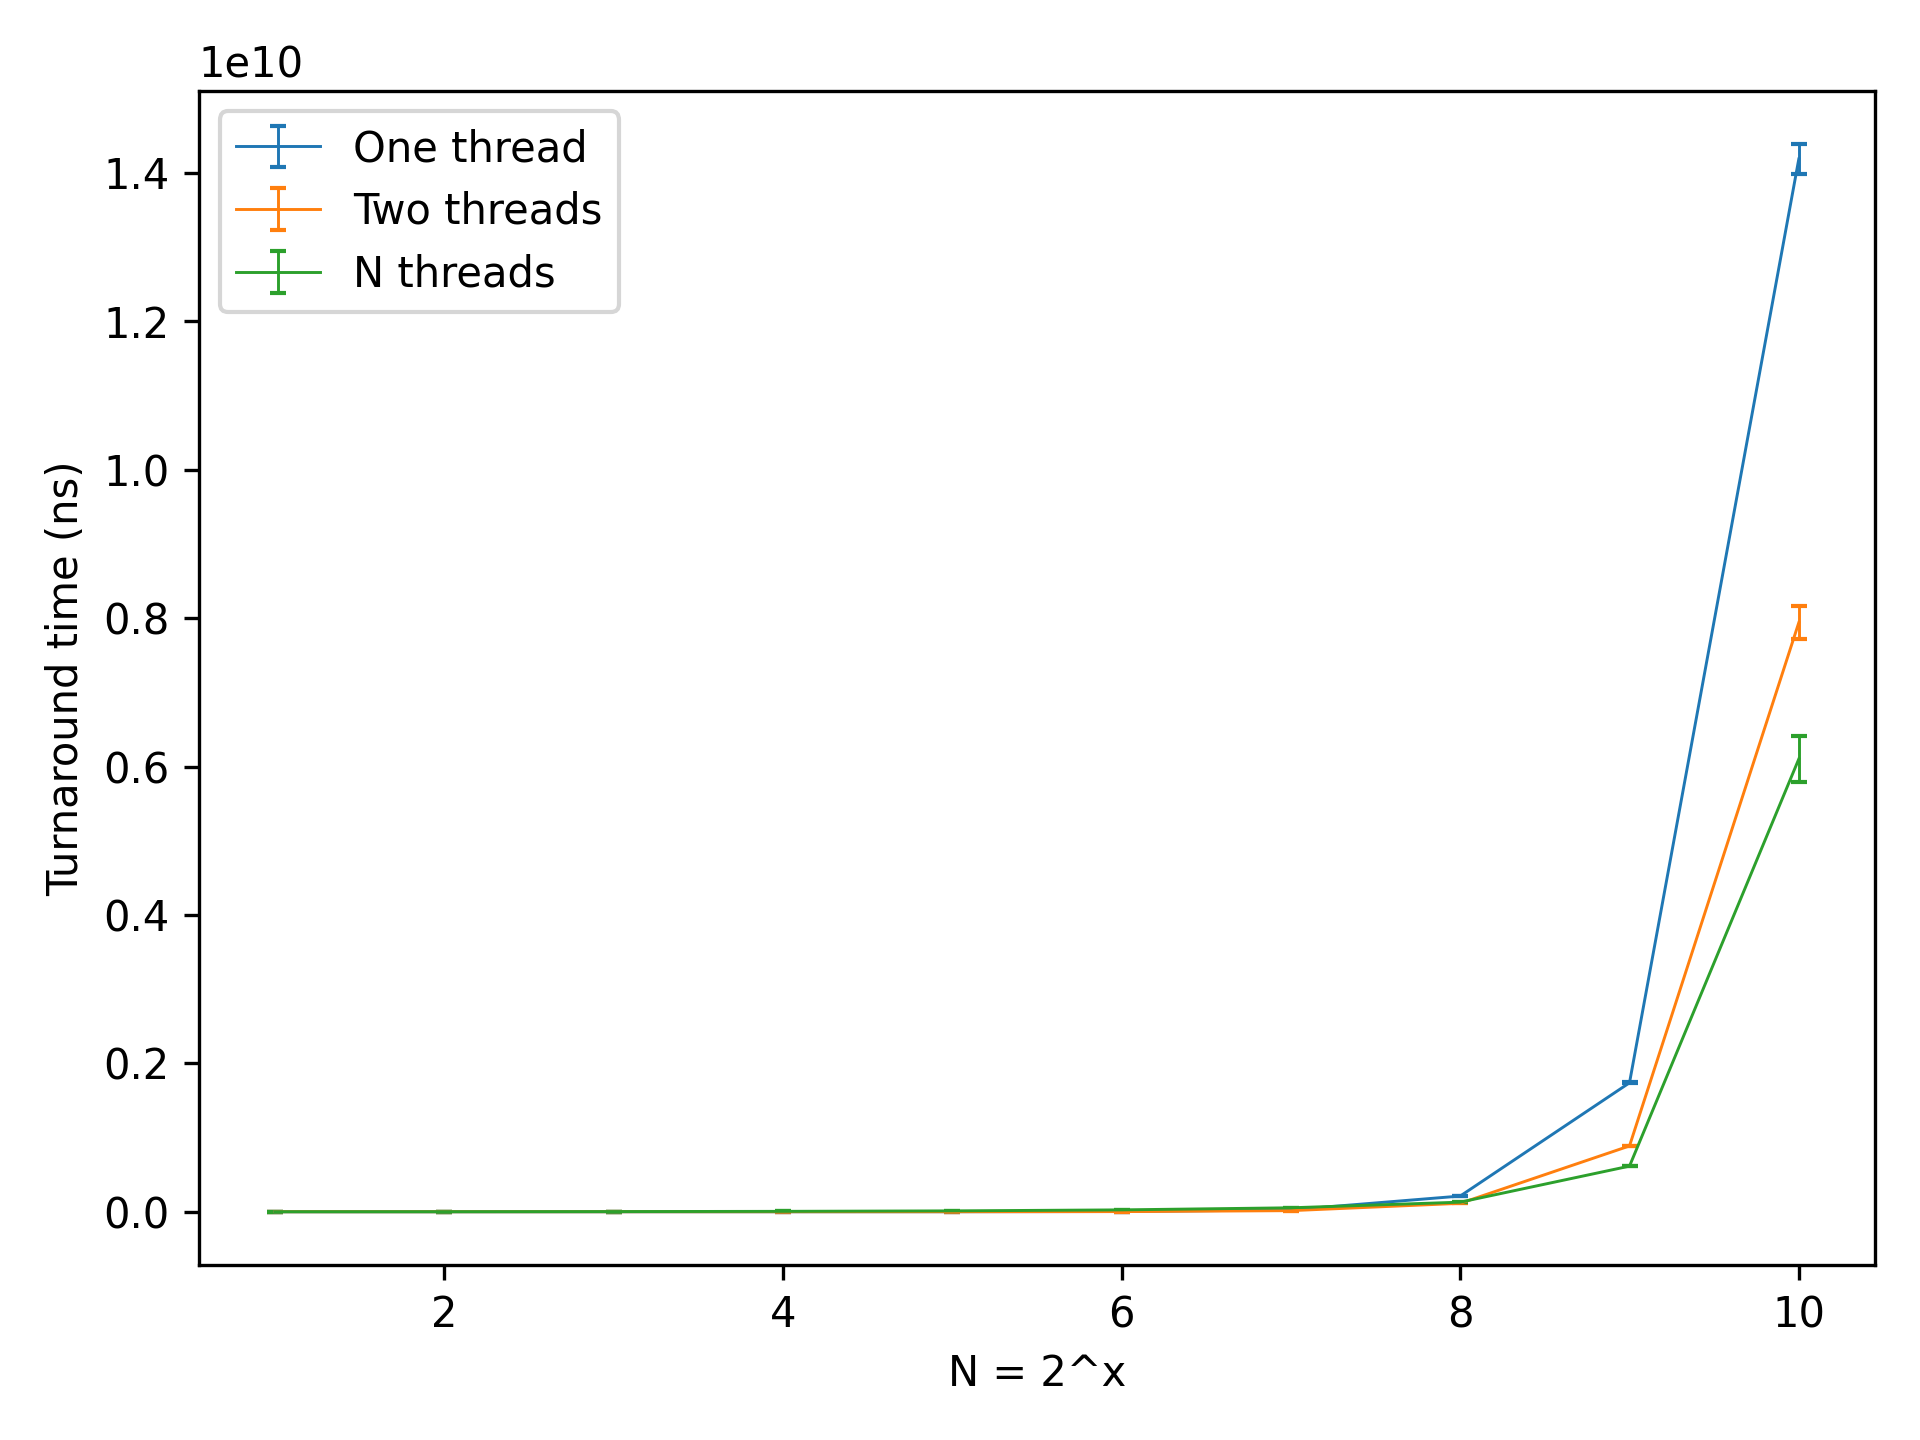 1e10
One thread
Two threads
N threads
1.4
1.2
1.0
0.8
0.6
0.4
0.2
0.0
Turnaround time (ns)
2 4 6 8 10
N = 2^x